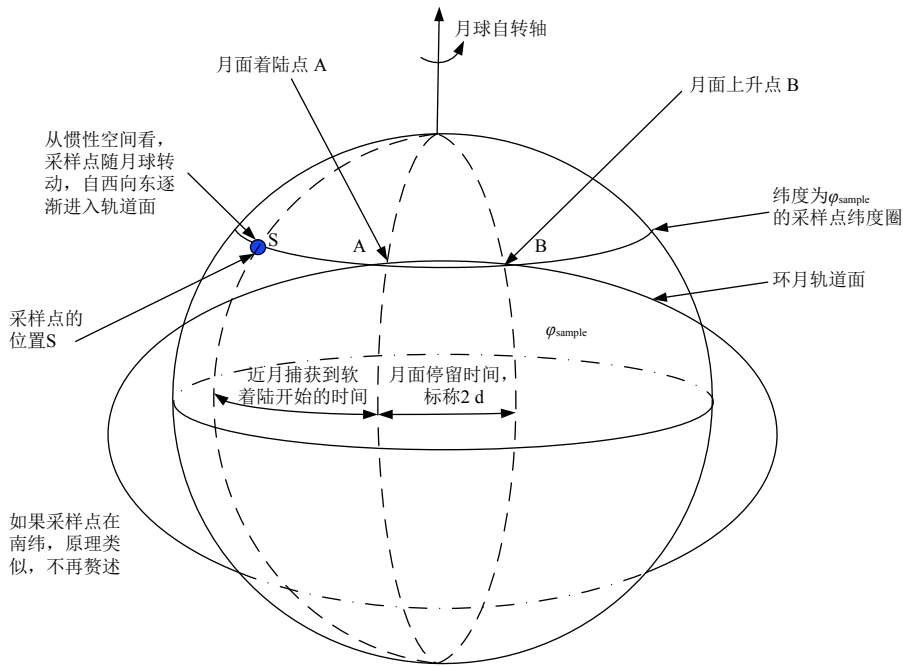 月球自转轴
月面着陆点 A
月面上升点 B
从惯性空间看，
采样点随月球转
动，自西向东逐
渐进入轨道面
纬度为φsample
的采样点纬度圈
S
A
B
环月轨道面
采样点的
位置S
φsample
近月捕获到软
着陆开始的时间
月面停留时间，
标称2 d
如果采样点在
南纬，原理类
似，不再赘述